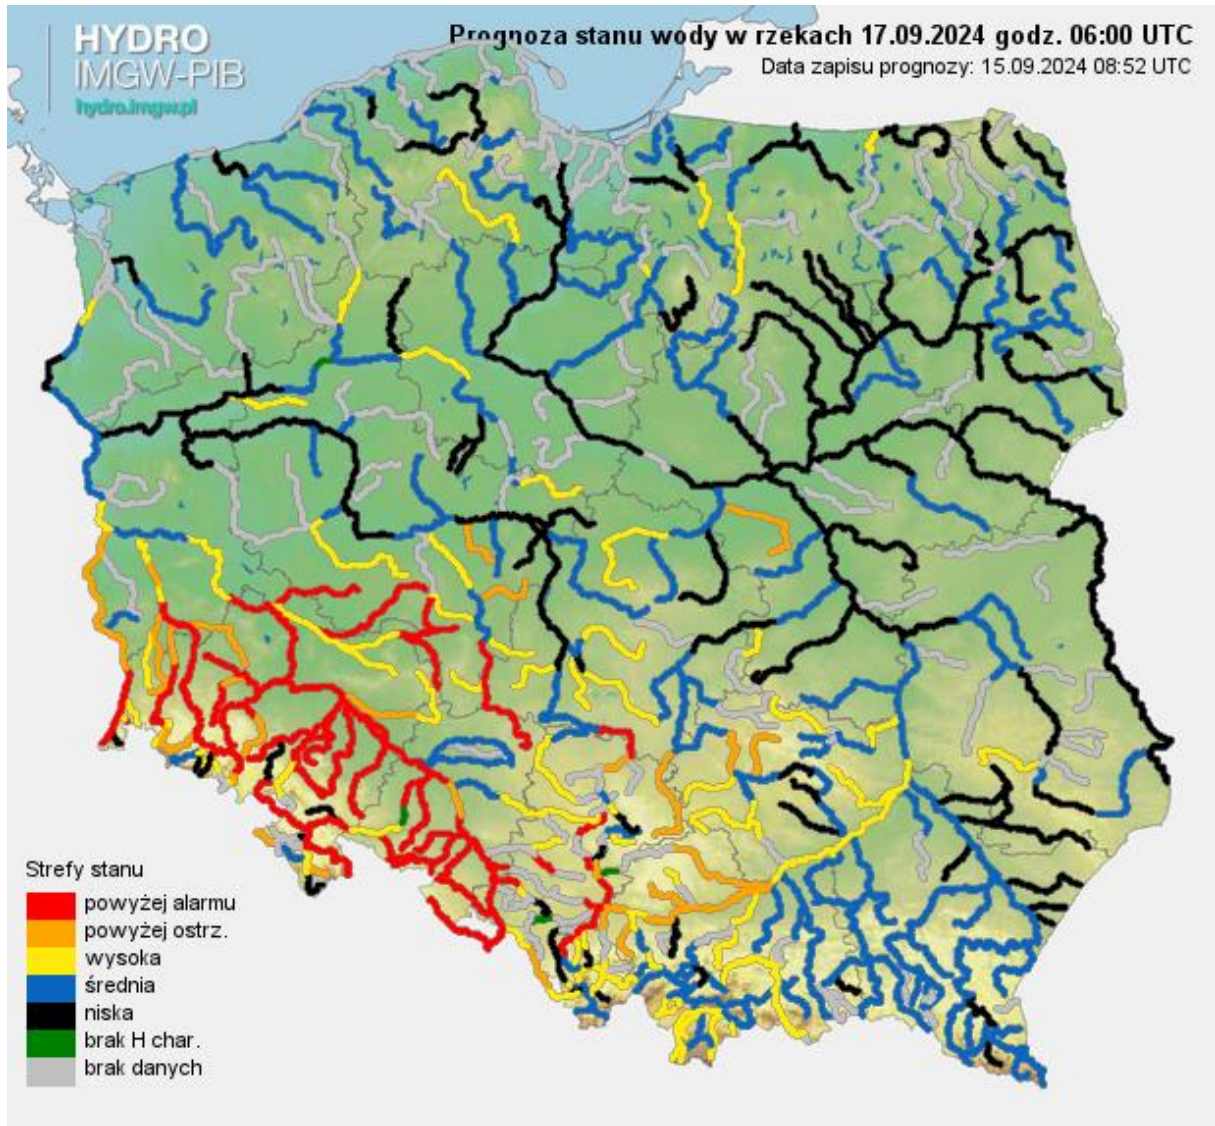 HYDRO
IMGW-PIB
hydro.imgw.pl
Prognoza stanu wody w rzekach 17.09.2024 godz. 06:00 UTC
Data zapisu prognozy: 15.09.2024 08:52 UTC
Strefy stanu
powyżej alarmu
powyżej ostrz.
wysoka
średnia
niska
brak H char.
brak danych